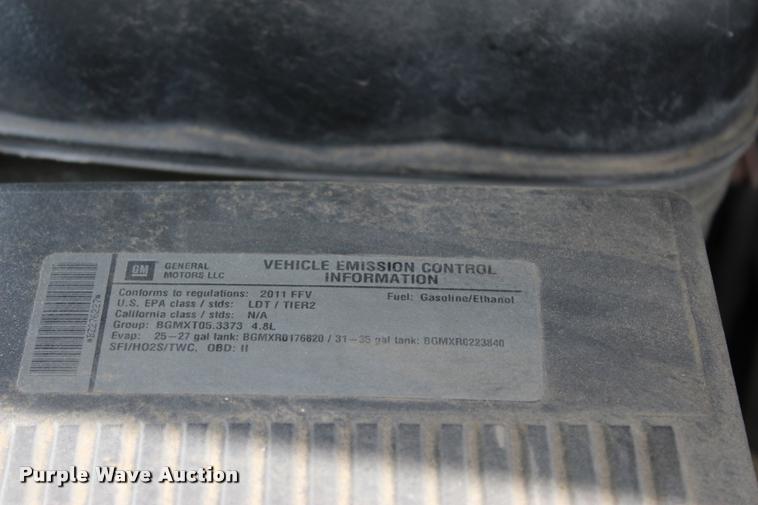 GM
GENERAL
MOTORS LLC
VEHICLE EMISSION CONTROL
INFORMATION
Conforms to regulations: 2011 FFV
Fuel: Gasoline/Ethanol
U.S. EPA class / stds: LDT / TIER2
California class / stds: N/A
Group: BGMXT05.3373 4.8L
Evap: 25-27 gal tank: BGMXR0176820 / 31-35 gal tank: BGMXR0223840
SFI/HO2S/TWC, OBD: II
Purple Wave Auction